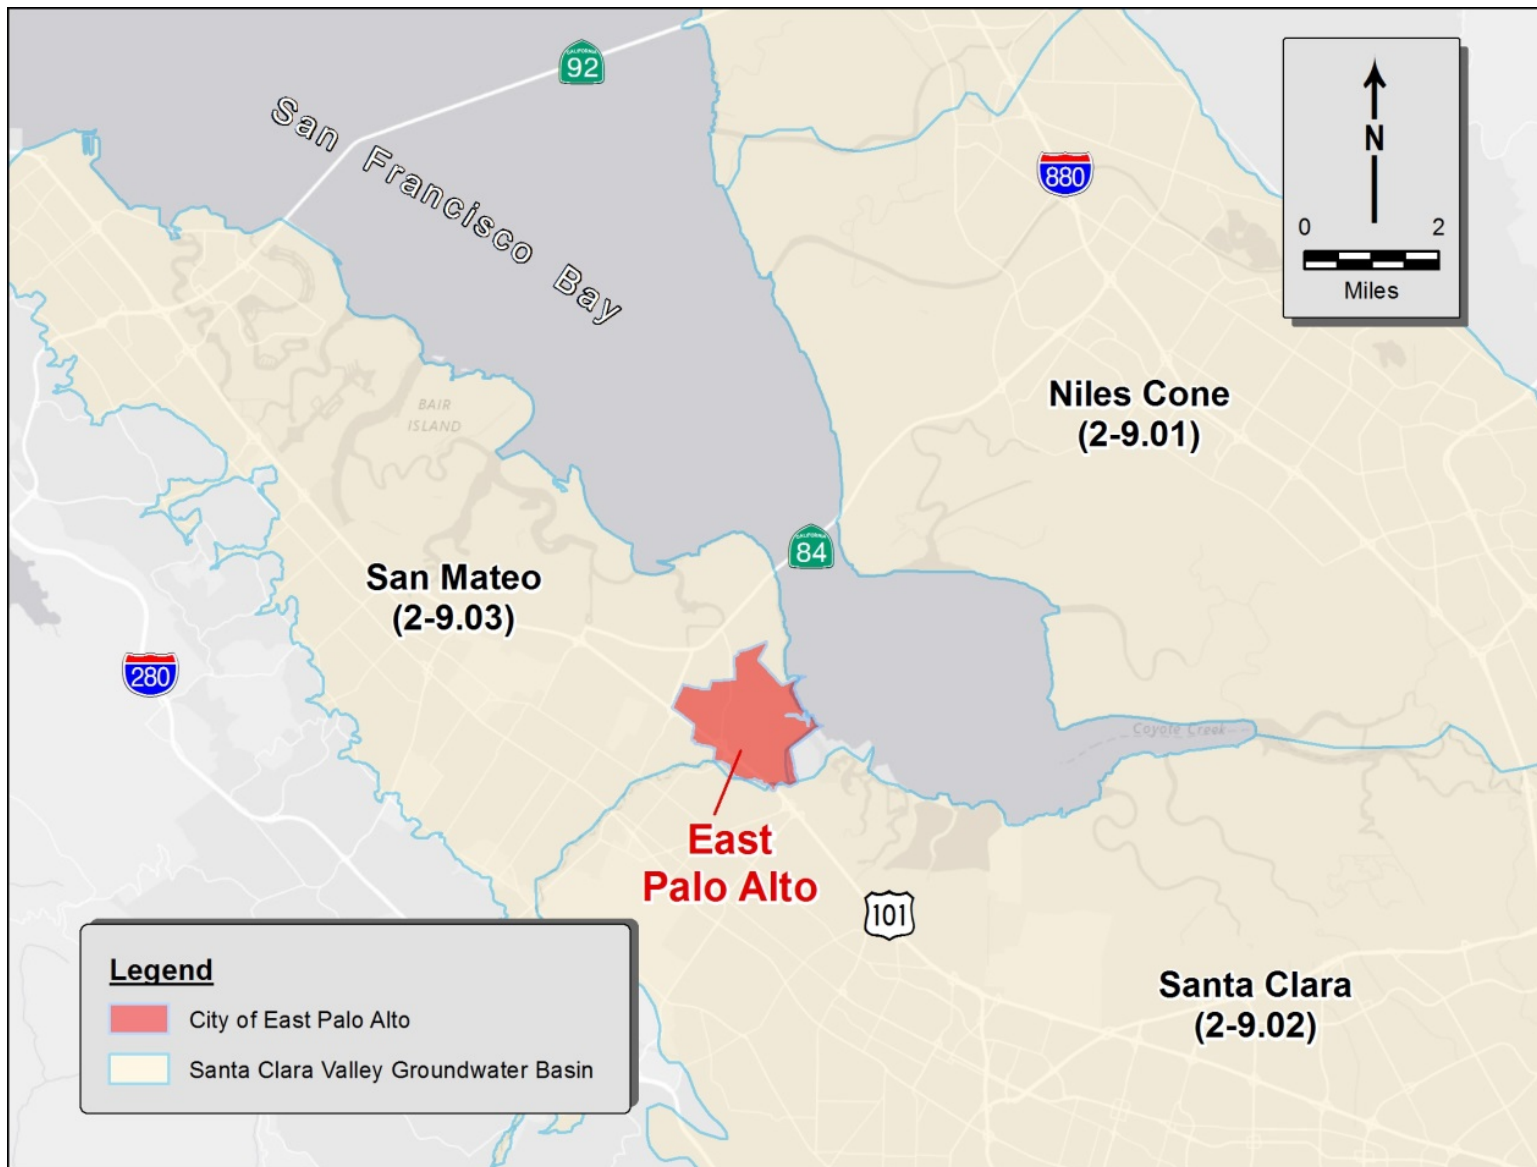 CALIFORNIA
92
San Francisco Bay
880
N
0 2
Miles
Niles Cone
(2-9.01)
BAIR
ISLAND
CALIFORNIA
84
San Mateo
(2-9.03)
280
Coyote Creek
East
Palo Alto
101
Santa Clara
(2-9.02)
Legend
City of East Palo Alto
Santa Clara Valley Groundwater Basin